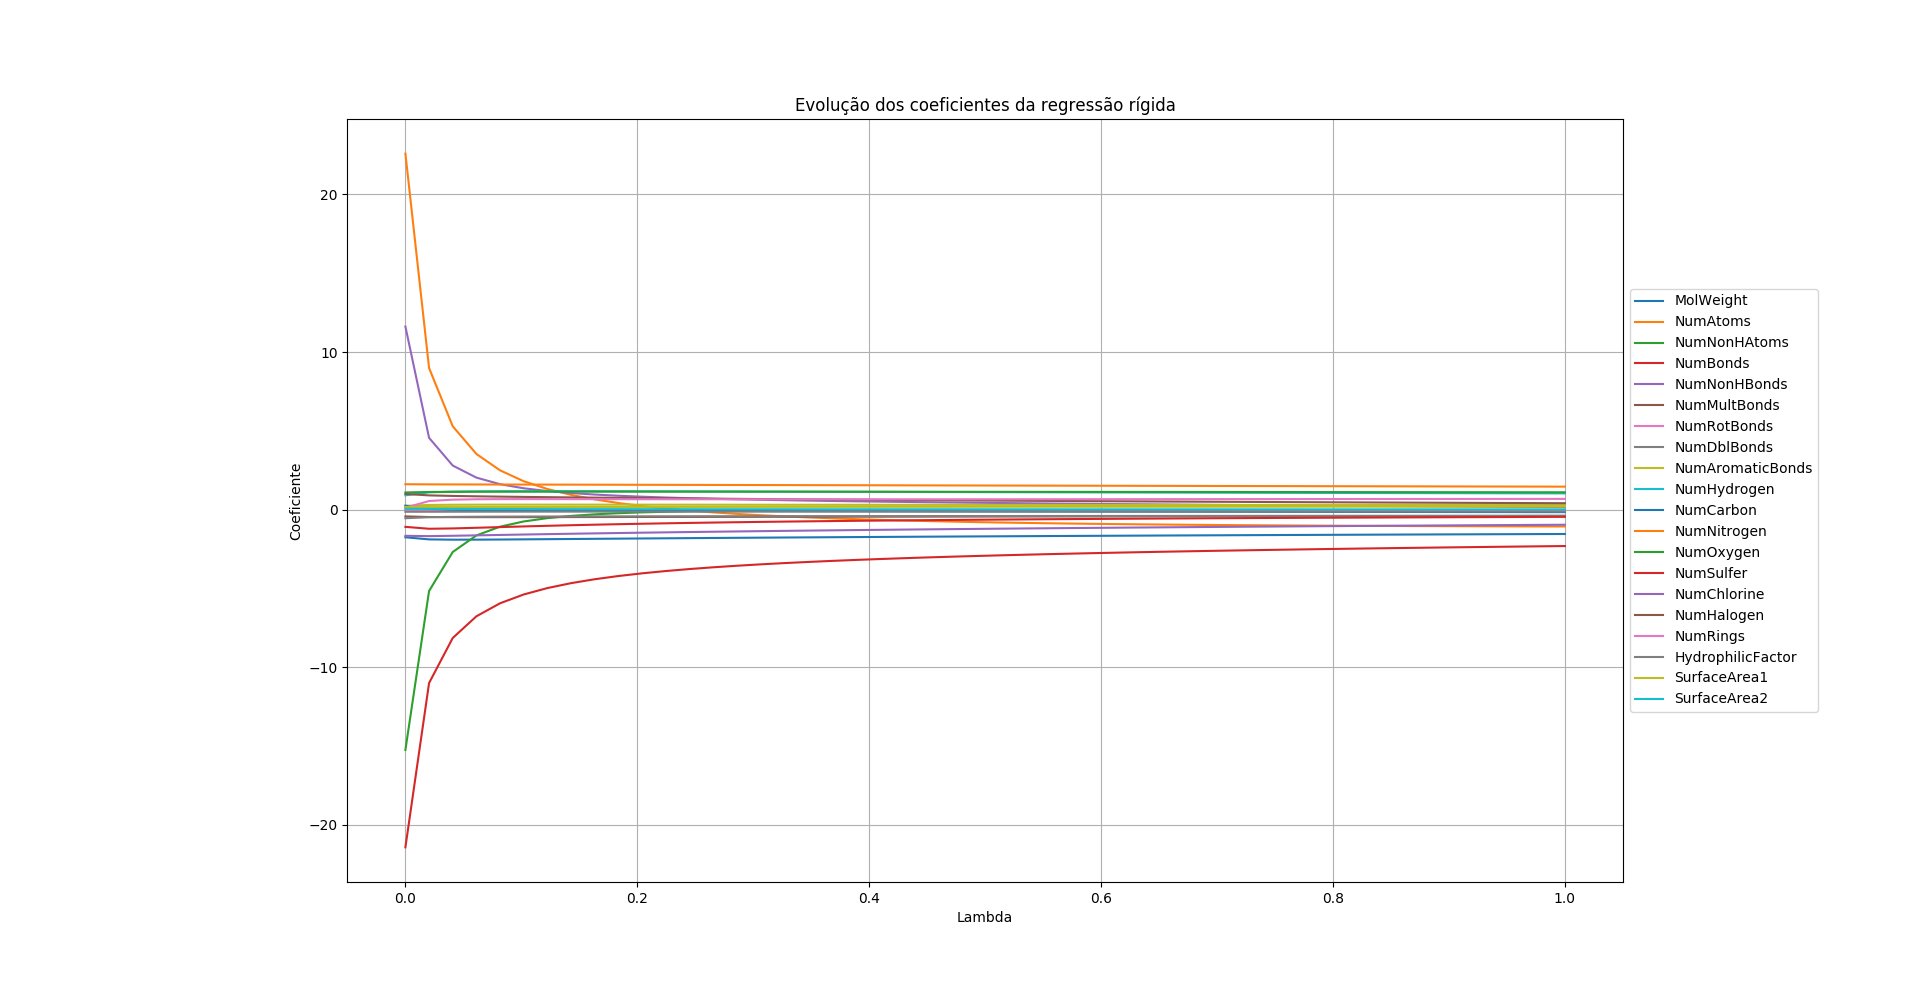 Evolução dos coeficientes da regressão rígida
Coeficiente
20
10
0
−10
−20
0.0
0.2
0.4
0.6
0.8
1.0
Lambda
MolWeight
NumAtoms
NumNonHAtoms
NumBonds
NumNonHBonds
NumMultBonds
NumRotBonds
NumDblBonds
NumAromaticBonds
NumHydrogen
NumCarbon
NumNitrogen
NumOxygen
NumSulfer
NumChlorine
NumHalogen
NumRings
HydrophilicFactor
SurfaceArea1
SurfaceArea2